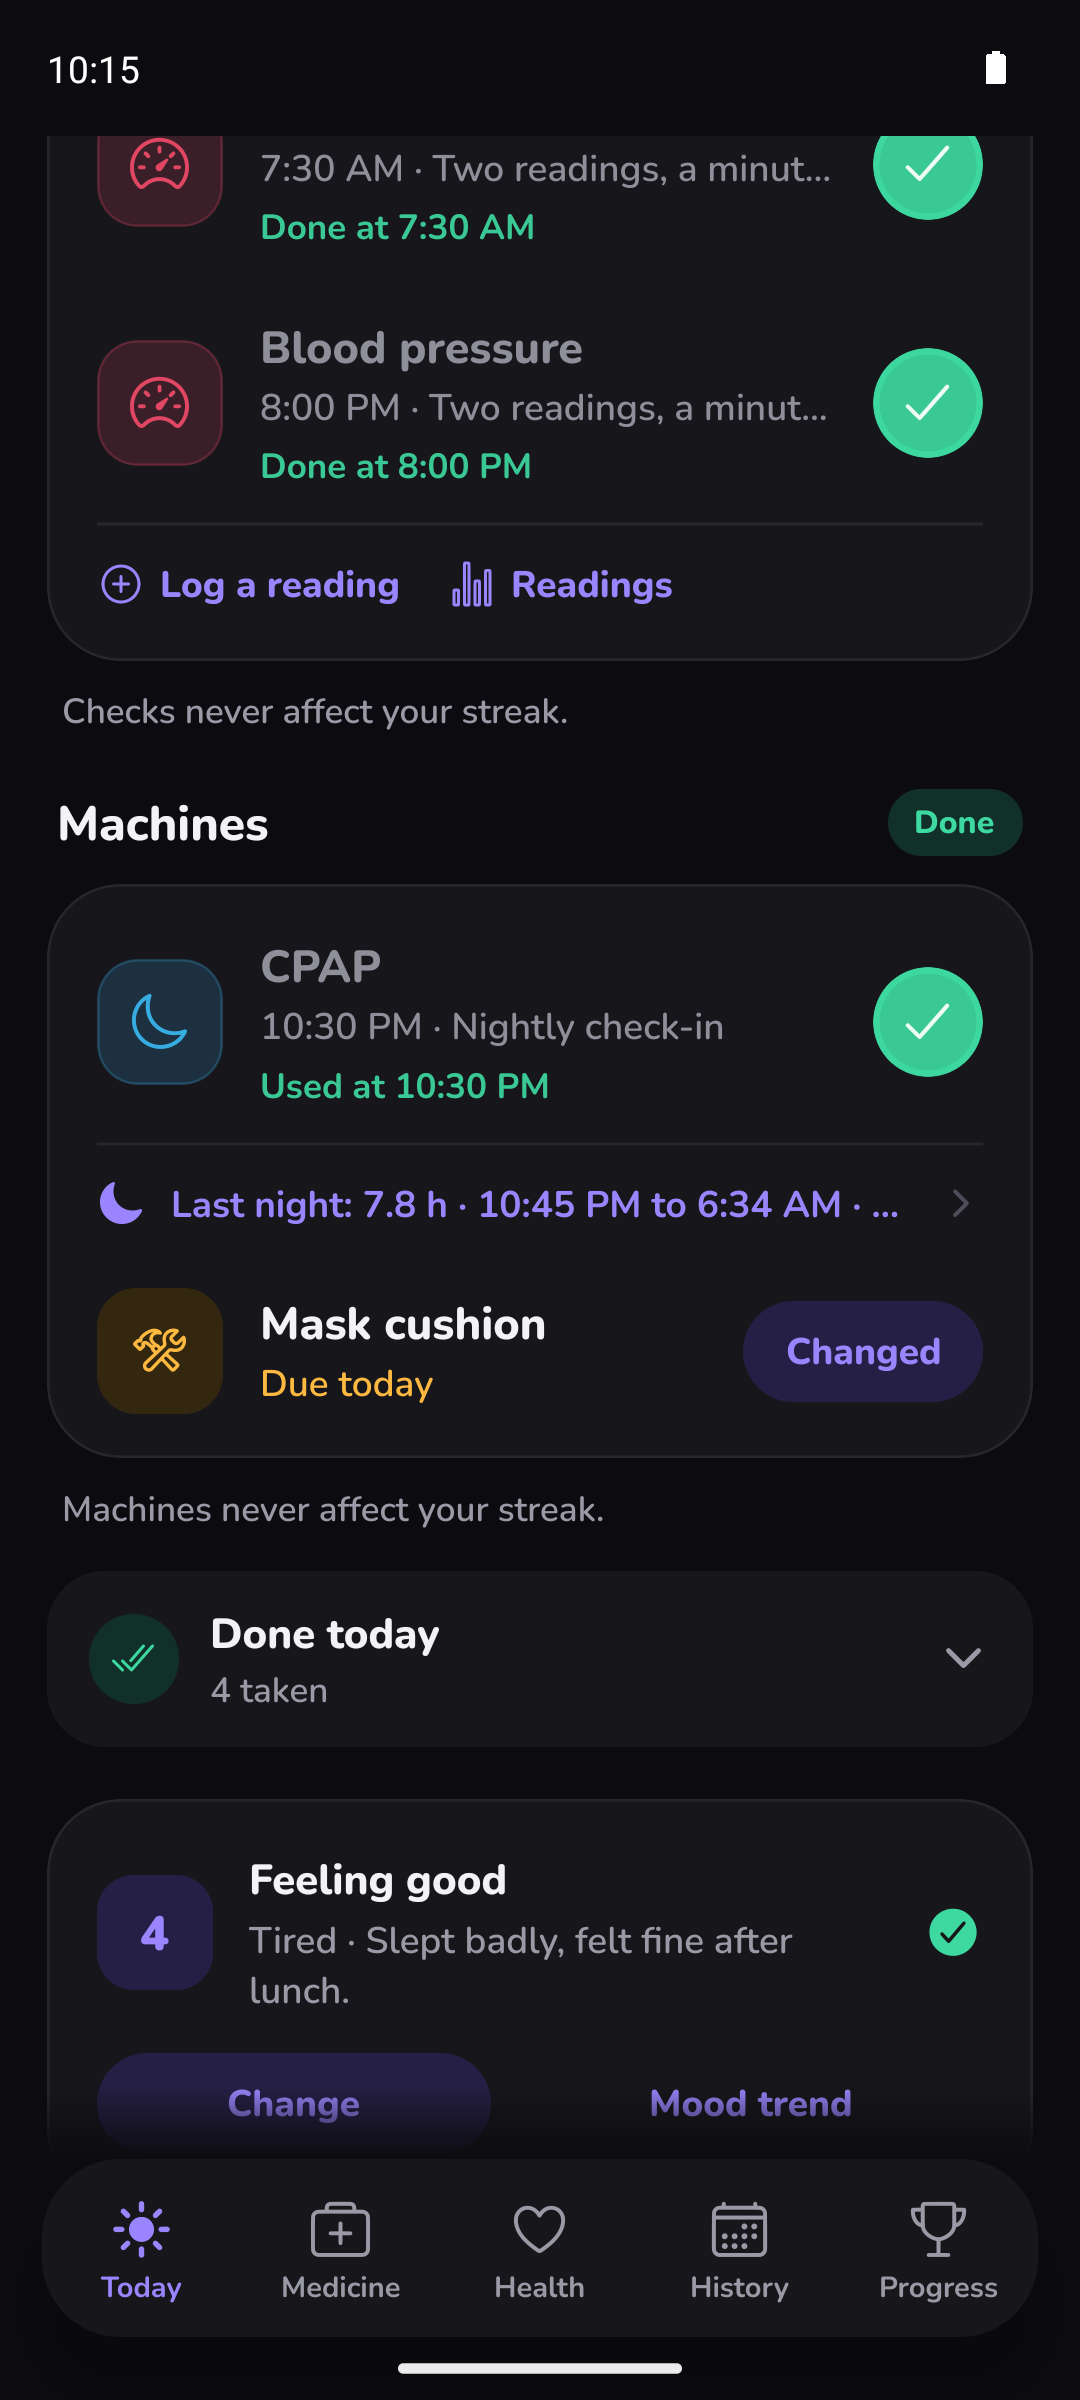 10:15
7:30 AM · Two readings, a minut...
Done at 7:30 AM
Blood pressure
8:00 PM · Two readings, a minut...
Done at 8:00 PM
Log a reading
Readings
Checks never affect your streak.
Machines
Done
CPAP
10:30 PM · Nightly check-in
Used at 10:30 PM
Last night: 7.8 h · 10:45 PM to 6:34 AM · ...
Mask cushion
Due today
Changed
Machines never affect your streak.
Done today
4 taken
4
Feeling good
Tired · Slept badly, felt fine after
lunch.
Change
Mood trend
Today
Medicine
Health
History
Progress